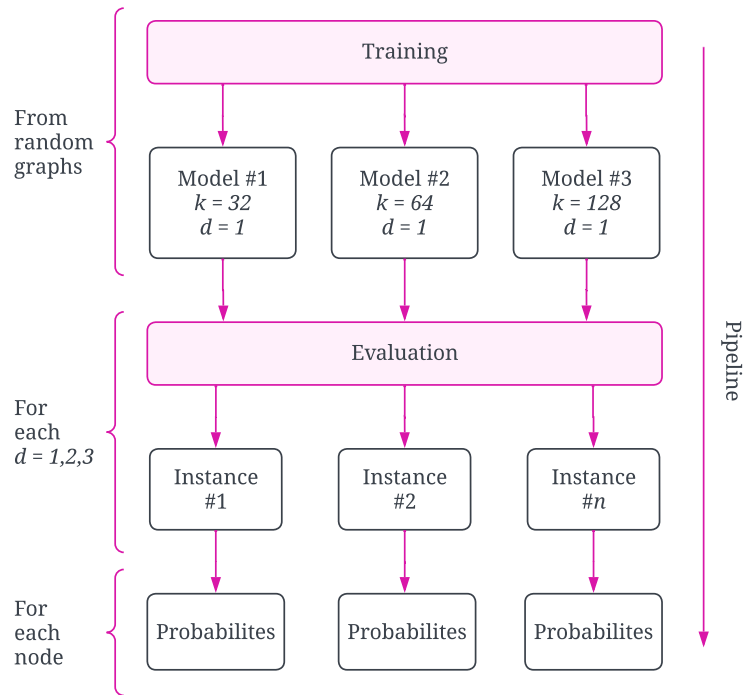 Training
From
random
graphs
Model #1
k = 32
d = 1
Model #2
k = 64
d = 1
Model #3
k = 128
d = 1
Pipeline
Evaluation
For
each
d = 1,2,3
Instance
#1
Instance
#2
Instance
#n
For
each
node
Probabilites
Probabilites
Probabilites